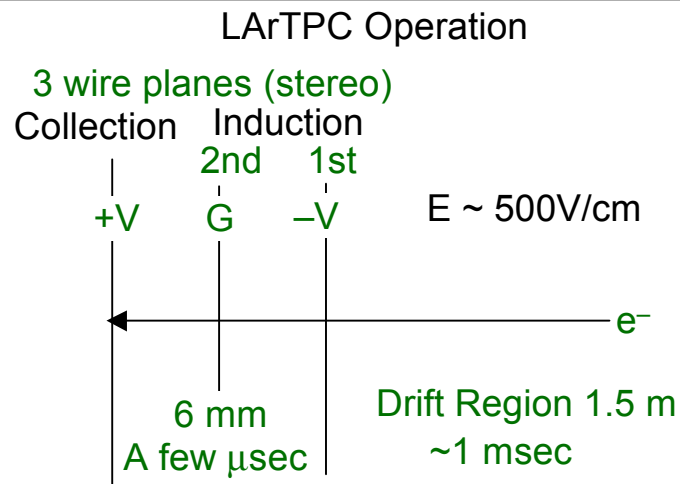 LArTPC Operation
3 wire planes (stereo)
Collection Induction
2nd 1st
+V G –V E ~ 500V/cm
e–
6 mm Drift Region 1.5 m
A few μsec ~1 msec